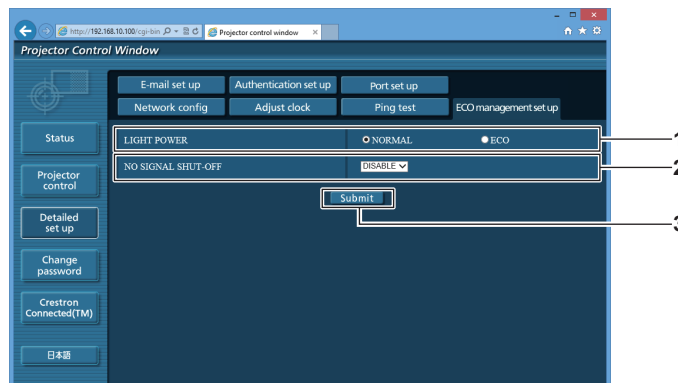 http://192.168.10.100/cgi-bin
Projector control window
Projector Control Window
E-mail set up
Authentication set up
Port set up
Network config
Adjust clock
Ping test
ECO management set up
Status
Projector
control
Detailed
set up
Change
password
Crestron
Connected(TM)
日本語
LIGHT POWER
NORMAL
ECO
1
NO SIGNAL SHUT-OFF
DISABLE
2
Submit
3